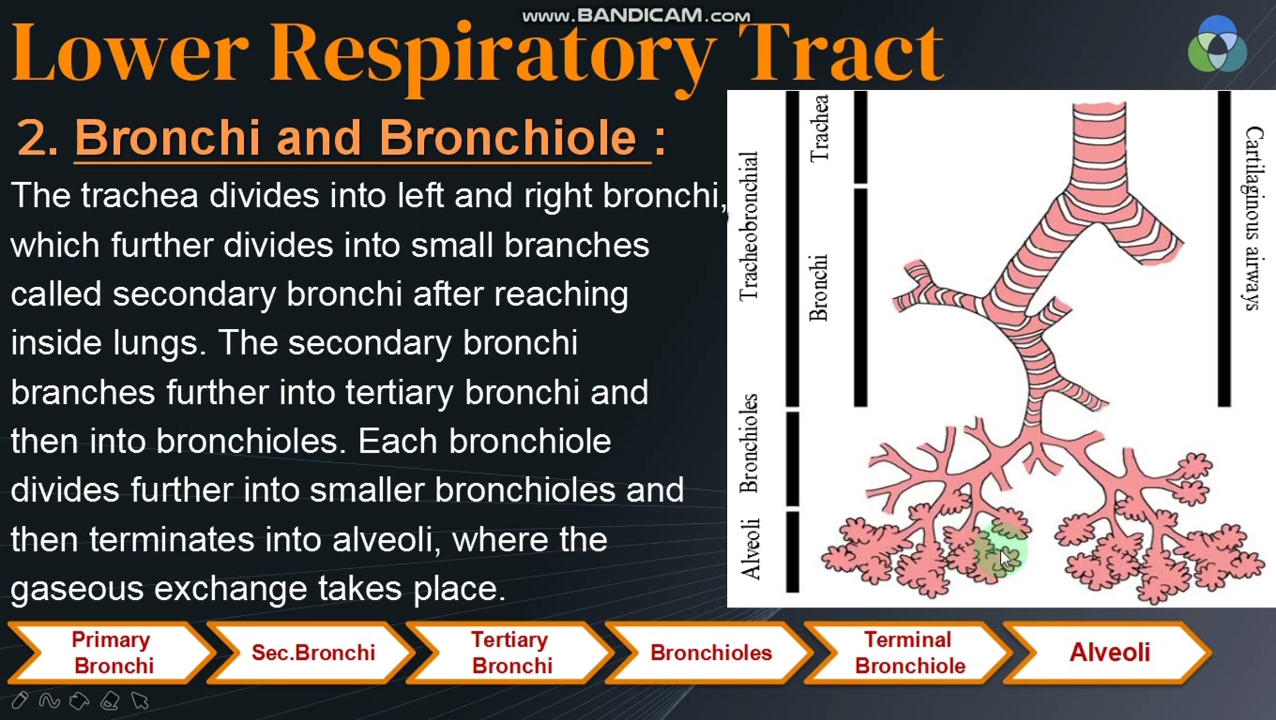 www.BANDICAM.com
Lower Respiratory Tract
2. Bronchi and Bronchiole :
The trachea divides into left and right bronchi,
which further divides into small branches
called secondary bronchi after reaching
inside lungs. The secondary bronchi
branches further into tertiary bronchi and
then into bronchioles. Each bronchiole
divides further into smaller bronchioles and
then terminates into alveoli, where the
gaseous exchange takes place.
Tracheobronchial
Trachea
Bronchi
Bronchioles
Alveoli
Cartilaginous airways
Primary
Bronchi
Sec.Bronchi
Tertiary
Bronchi
Bronchioles
Terminal
Bronchiole
Alveoli